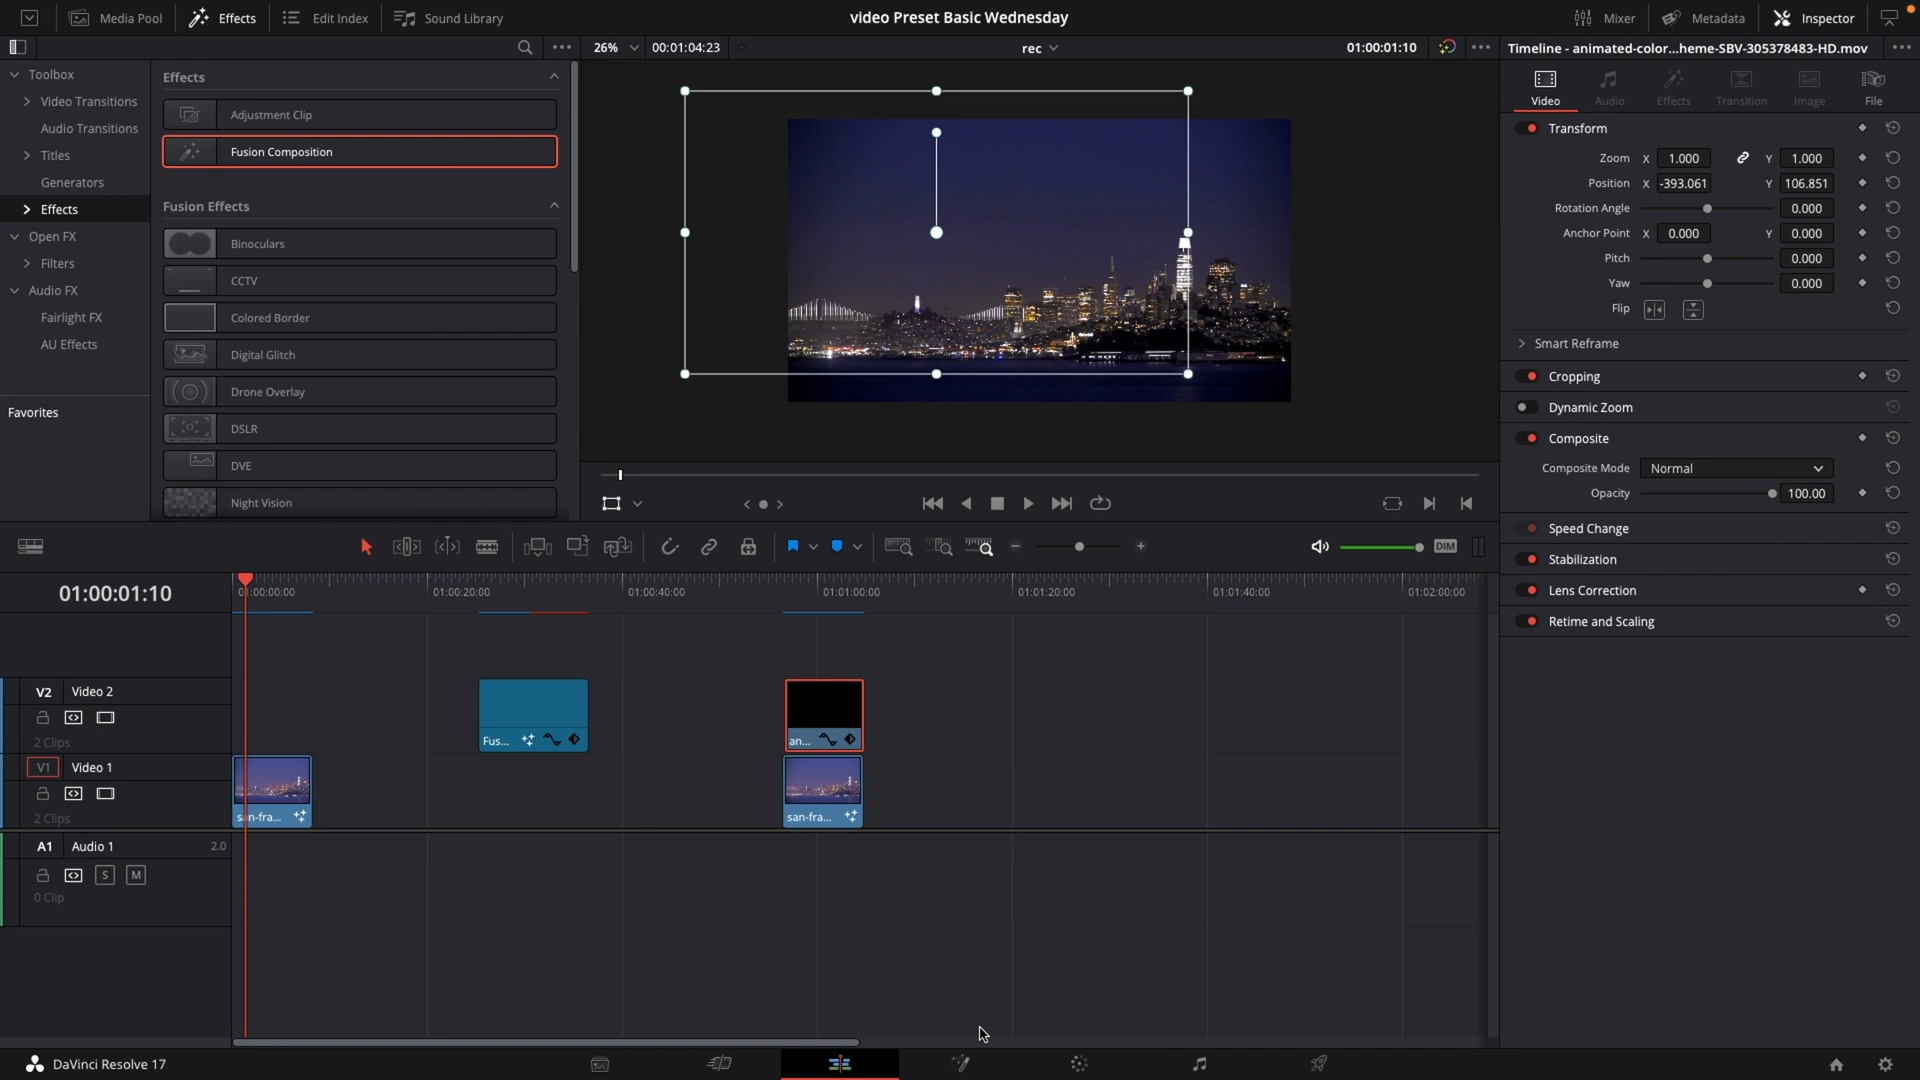 Media Pool
Effects
Edit Index
Sound Library
video Preset Basic Wednesday
Mixer
Metadata
Inspector
26%
00:01:04:23
rec
01:00:01:10
Timeline - animated-color...heme-SBV-305378483-HD.mov
Toolbox
Video Transitions
Audio Transitions
Titles
Generators
Effects
Open FX
Filters
Audio FX
Fairlight FX
AU Effects
Favorites
Effects
Adjustment Clip
Fusion Composition
Fusion Effects
Binoculars
CCTV
Colored Border
Digital Glitch
Drone Overlay
DSLR
DVE
Night Vision
Video
Audio
Effects
Transition
Image
File
Transform
Zoom X 1.000 Y 1.000
Position X -393.061 Y 106.851
Rotation Angle 0.000
Anchor Point X 0.000 Y 0.000
Pitch 0.000
Yaw 0.000
Flip
Smart Reframe
Cropping
Dynamic Zoom
Composite
Composite Mode Normal
Opacity 100.00
Speed Change
Stabilization
Lens Correction
Retime and Scaling
DIM
01:00:01:10
01:00:00:00
01:00:20:00
01:00:40:00
01:01:00:00
01:01:20:00
01:01:40:00
01:02:00:00
V2 Video 2
2 Clips
Fus...
an...
V1 Video 1
2 Clips
san-fra...
san-fra...
A1 Audio 1 2.0
S M
0 Clip
DaVinci Resolve 17